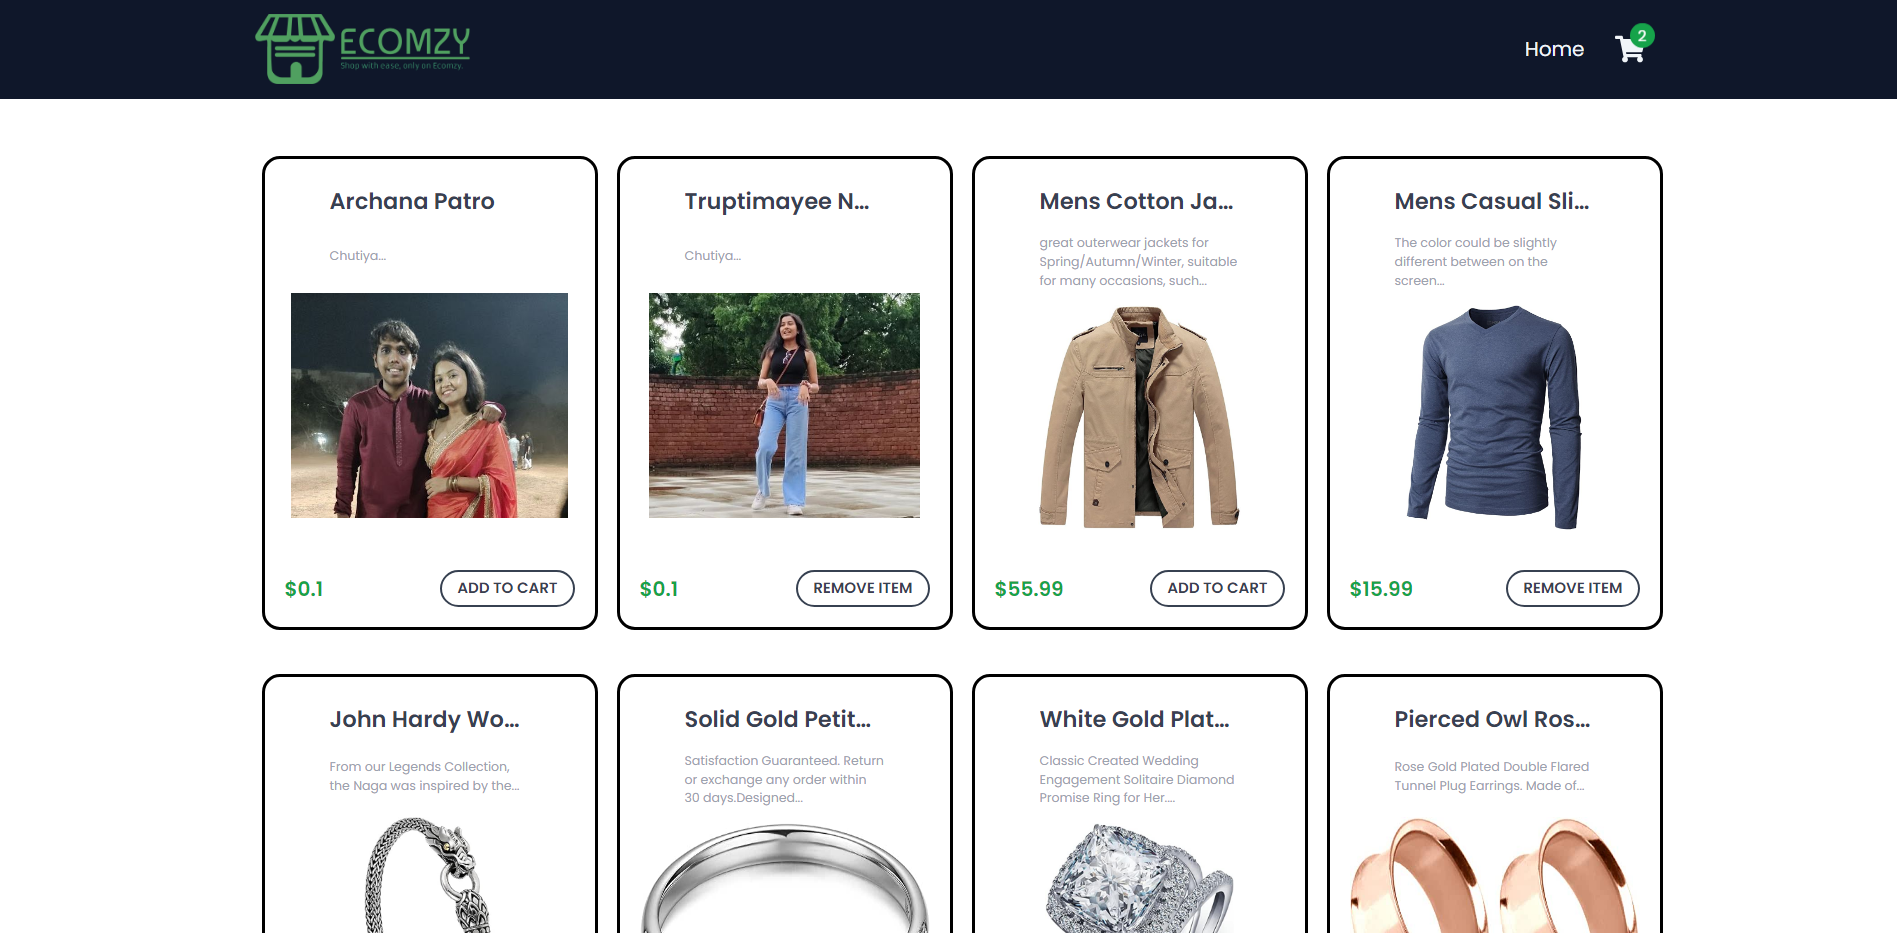 ECOMZY
Shop with ease, only on Ecomzy.
Home
2
Archana Patro
Chutiya...
$0.1
ADD TO CART
Truptimayee N...
Chutiya...
$0.1
REMOVE ITEM
Mens Cotton Ja...
great outerwear jackets for
Spring/Autumn/Winter, suitable
for many occasions, such...
$55.99
ADD TO CART
Mens Casual Sli...
The color could be slightly
different between on the
screen...
$15.99
REMOVE ITEM
John Hardy Wo...
From our Legends Collection,
the Naga was inspired by the...
Solid Gold Petit...
Satisfaction Guaranteed. Return
or exchange any order within
30 days.Designed...
White Gold Plat...
Classic Created Wedding
Engagement Solitaire Diamond
Promise Ring for Her....
Pierced Owl Ros...
Rose Gold Plated Double Flared
Tunnel Plug Earrings. Made of...